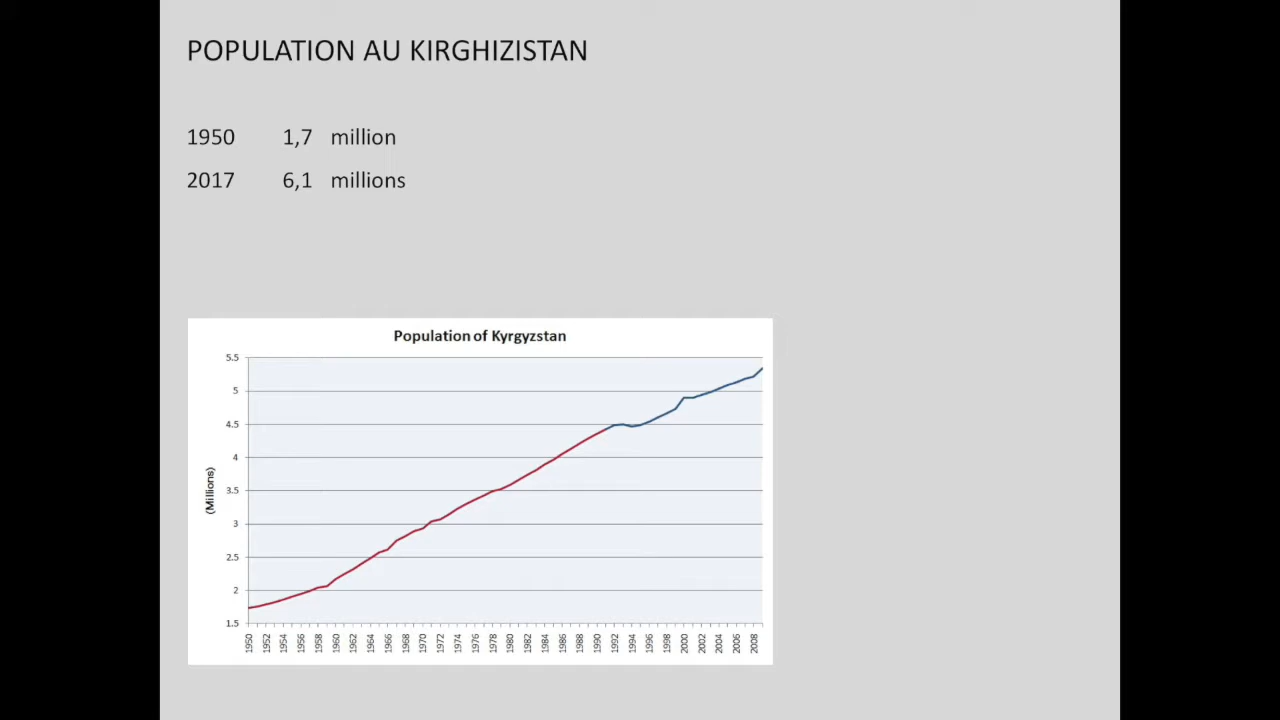 POPULATION AU KIRGHIZISTAN
1950 1,7 million
2017 6,1 millions
Population of Kyrgyzstan
(Millions)
5.5
5
4.5
4
3.5
3
2.5
2
1.5
1950 1952 1954 1956 1958 1960 1962 1964 1966 1968 1970 1972 1974 1976 1978 1980 1982 1984 1986 1988 1990 1992 1994 1996 1998 2000 2002 2004 2006 2008